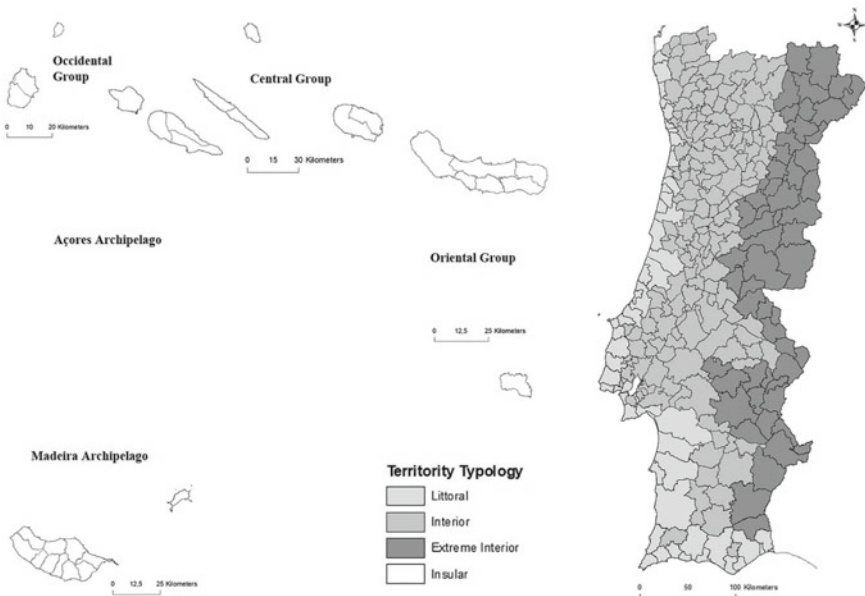 N
Occidental
Group
Central Group
0 10 20 Kilometers
0 15 30 Kilometers
Açores Archipelago
Oriental Group
0 12,5 25 Kilometers
Madeira Archipelago
0 12,5 25 Kilometers
Territority Typology
Littoral
Interior
Extreme Interior
Insular
0 50 100 Kilometers